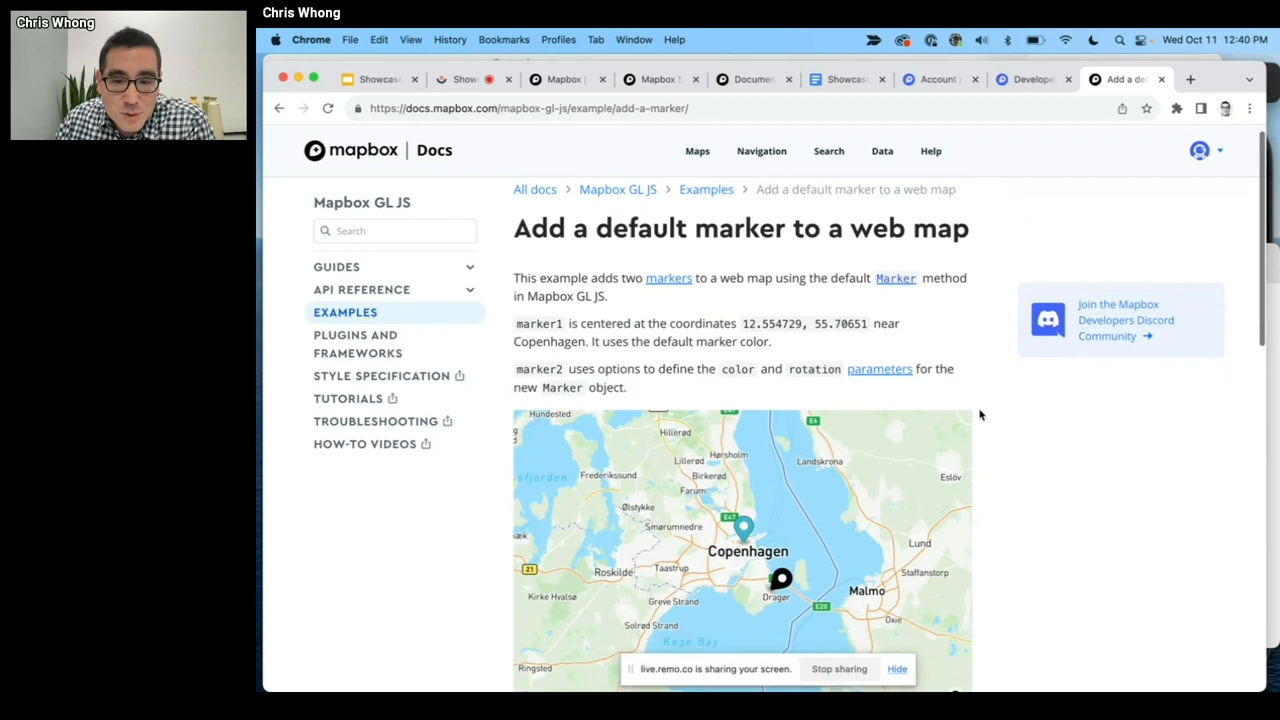 Chris Whong
Chris Whong
Chrome File Edit View History Bookmarks Profiles Tab Window Help
Wed Oct 11 12:40 PM
Showcase Show Mapbox Mapbox Documen Showcas Account Develope Add a de
https://docs.mapbox.com/mapbox-gl-js/example/add-a-marker/
mapbox | Docs
Maps Navigation Search Data Help
Mapbox GL JS
Search
GUIDES
API REFERENCE
EXAMPLES
PLUGINS AND
FRAMEWORKS
STYLE SPECIFICATION
TUTORIALS
TROUBLESHOOTING
HOW-TO VIDEOS
All docs > Mapbox GL JS > Examples > Add a default marker to a web map
Add a default marker to a web map
This example adds two markers to a web map using the default Marker method
in Mapbox GL JS.
marker1 is centered at the coordinates 12.554729, 55.70651 near
Copenhagen. It uses the default marker color.
marker2 uses options to define the color and rotation parameters for the
new Marker object.
Join the Mapbox
Developers Discord
Community →
Hundested
E6
Hillerød
Hørsholm
Landskrona
Lillerød
Birkerød
Frederikssund
Eslöv
Farum
Ølstykke
E47
Smørumnedre
Copenhagen
Lund
Roskilde
Taastrup
Staffanstorp
21
Kirke Hvalsø
Greve Strand
Dragør
Malmo
E20
Solrød Strand
Oxie
Køge Bay
Ringsted
live.remo.co is sharing your screen. Stop sharing Hide